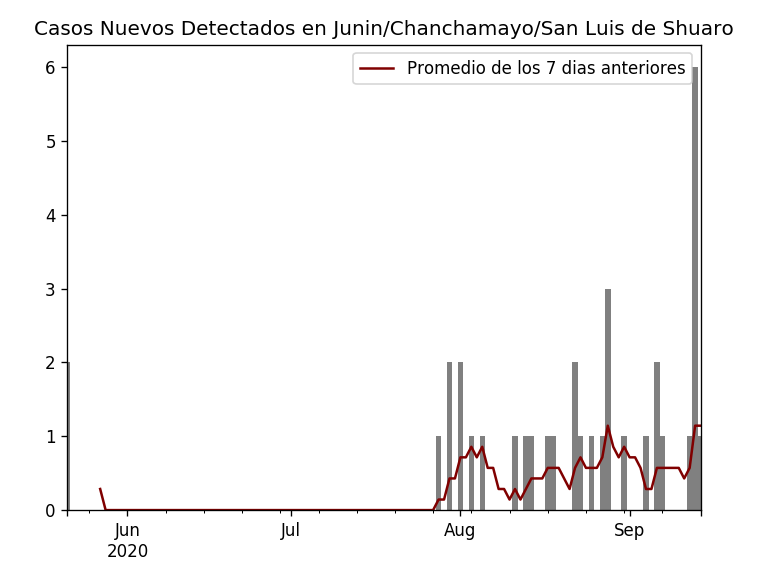 Casos Nuevos Detectados en Junin/Chanchamayo/San Luis de Shuaro
Promedio de los 7 dias anteriores
6
5
4
3
2
1
0
Jun Jul Aug Sep
2020